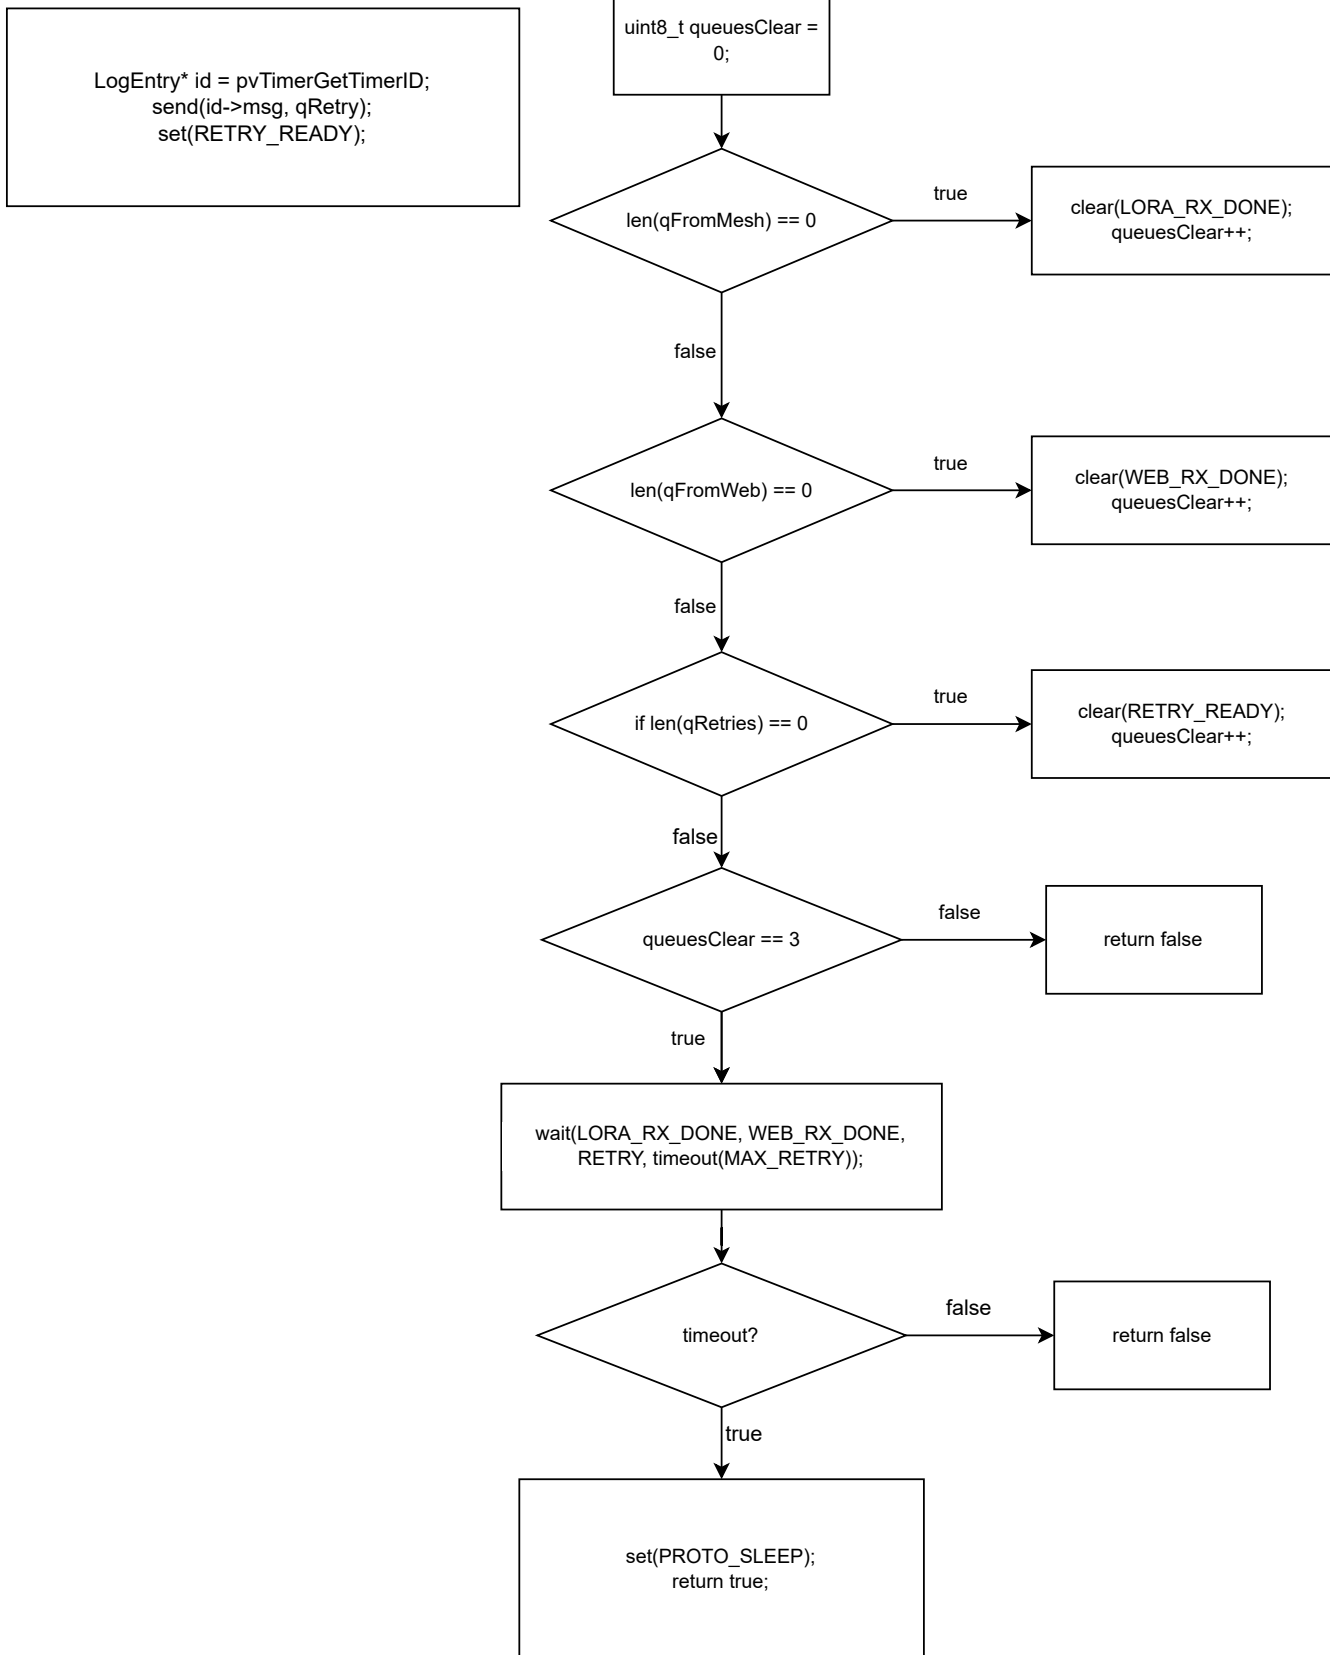 LogEntry* id = pvTimerGetTimerID;
send(id->msg, qRetry);
set(RETRY_READY);
uint8_t queuesClear =
0;
len(qFromMesh) == 0
true
clear(LORA_RX_DONE);
queuesClear++;
false
len(qFromWeb) == 0
true
clear(WEB_RX_DONE);
queuesClear++;
false
if len(qRetries) == 0
true
clear(RETRY_READY);
queuesClear++;
false
queuesClear == 3
false
return false
true
wait(LORA_RX_DONE, WEB_RX_DONE,
RETRY, timeout(MAX_RETRY));
timeout?
false
return false
true
set(PROTO_SLEEP);
return true;